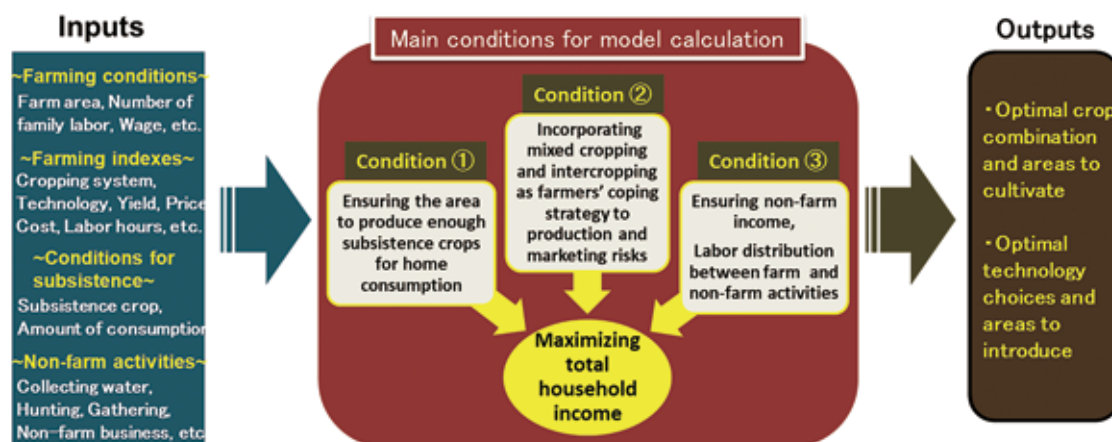 Inputs
~Farming conditions~
Farm area, Number of
family labor, Wage, etc.
~Farming indexes~
Cropping system,
Technology, Yield, Price
Cost, Labor hours, etc.
~Conditions for
subsistence~
Subsistence crop,
Amount of consumption
~Non-farm activities~
Collecting water,
Hunting, Gathering,
Non-farm business, etc
Main conditions for model calculation
Condition ①
Ensuring the area
to produce enough
subsistence crops
for home
consumption
Condition ②
Incorporating
mixed cropping
and intercropping
as farmers' coping
strategy to
production and
marketing risks
Condition ③
Ensuring non-farm
income,
Labor distribution
between farm and
non-farm activities
Maximizing
total
household
income
Outputs
・Optimal crop
combination
and areas to
cultivate
・Optimal
technology
choices and
areas to
introduce